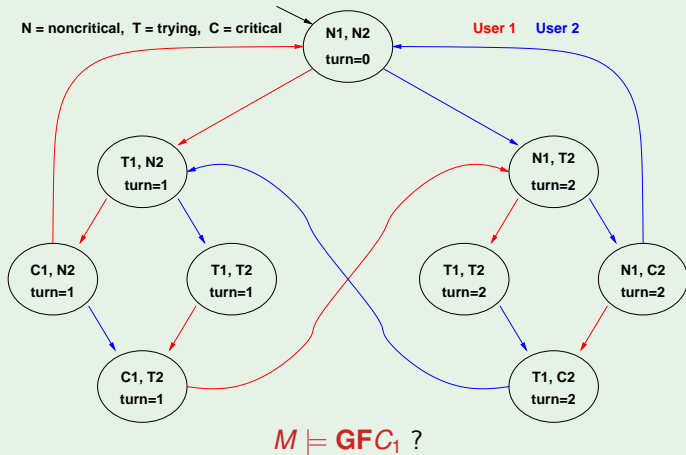 N = noncritical, T = trying, C = critical
User 1 User 2
N1, N2
turn=0
T1, N2
turn=1
N1, T2
turn=2
C1, N2
turn=1
T1, T2
turn=1
T1, T2
turn=2
N1, C2
turn=2
C1, T2
turn=1
T1, C2
turn=2
M ⊨ GFC₁ ?